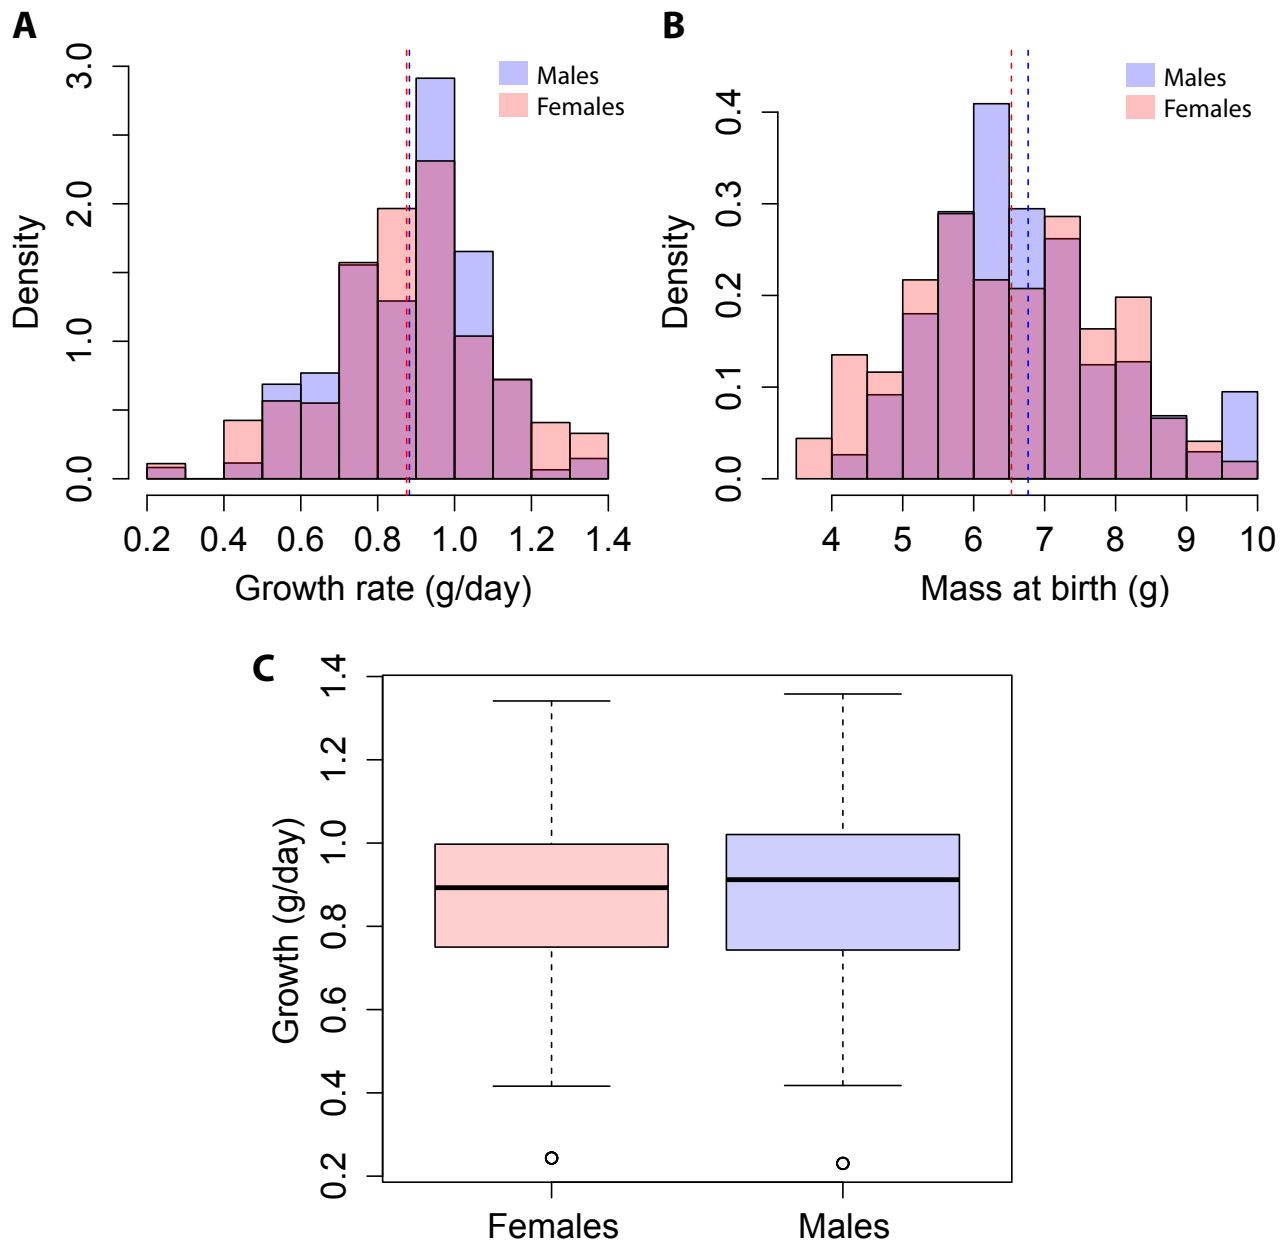 A
Density
0.0
1.0
2.0
3.0
Males
Females
0.2 0.4 0.6 0.8 1.0 1.2 1.4
Growth rate (g/day)
B
Density
0.0
0.1
0.2
0.3
0.4
Males
Females
4 5 6 7 8 9 10
Mass at birth (g)
C
Growth (g/day)
0.2
0.4
0.6
0.8
1.0
1.2
1.4
Females Males